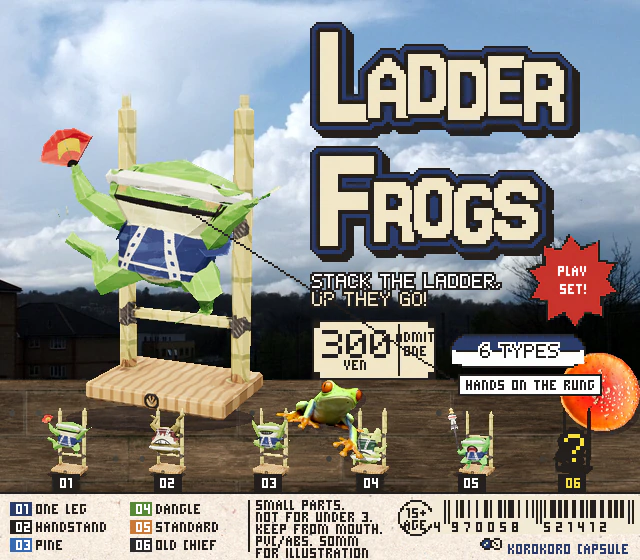 LADDER
FROGS
STACK THE LADDER,
UP THEY GO!
PLAY
SET!
300
YEN
ADMIT
ONE
6 TYPES
HANDS ON THE RUNG
?
01
02
03
04
05
06
01 ONE LEG
02 HANDSTAND
03 PINE
04 DANGLE
05 STANDARD
06 OLD CHIEF
SMALL PARTS.
NOT FOR UNDER 3.
KEEP FROM MOUTH.
PVC/ABS. 50MM
FOR ILLUSTRATION
15+
AGE
4 970058 521412
KOROKORO CAPSULE